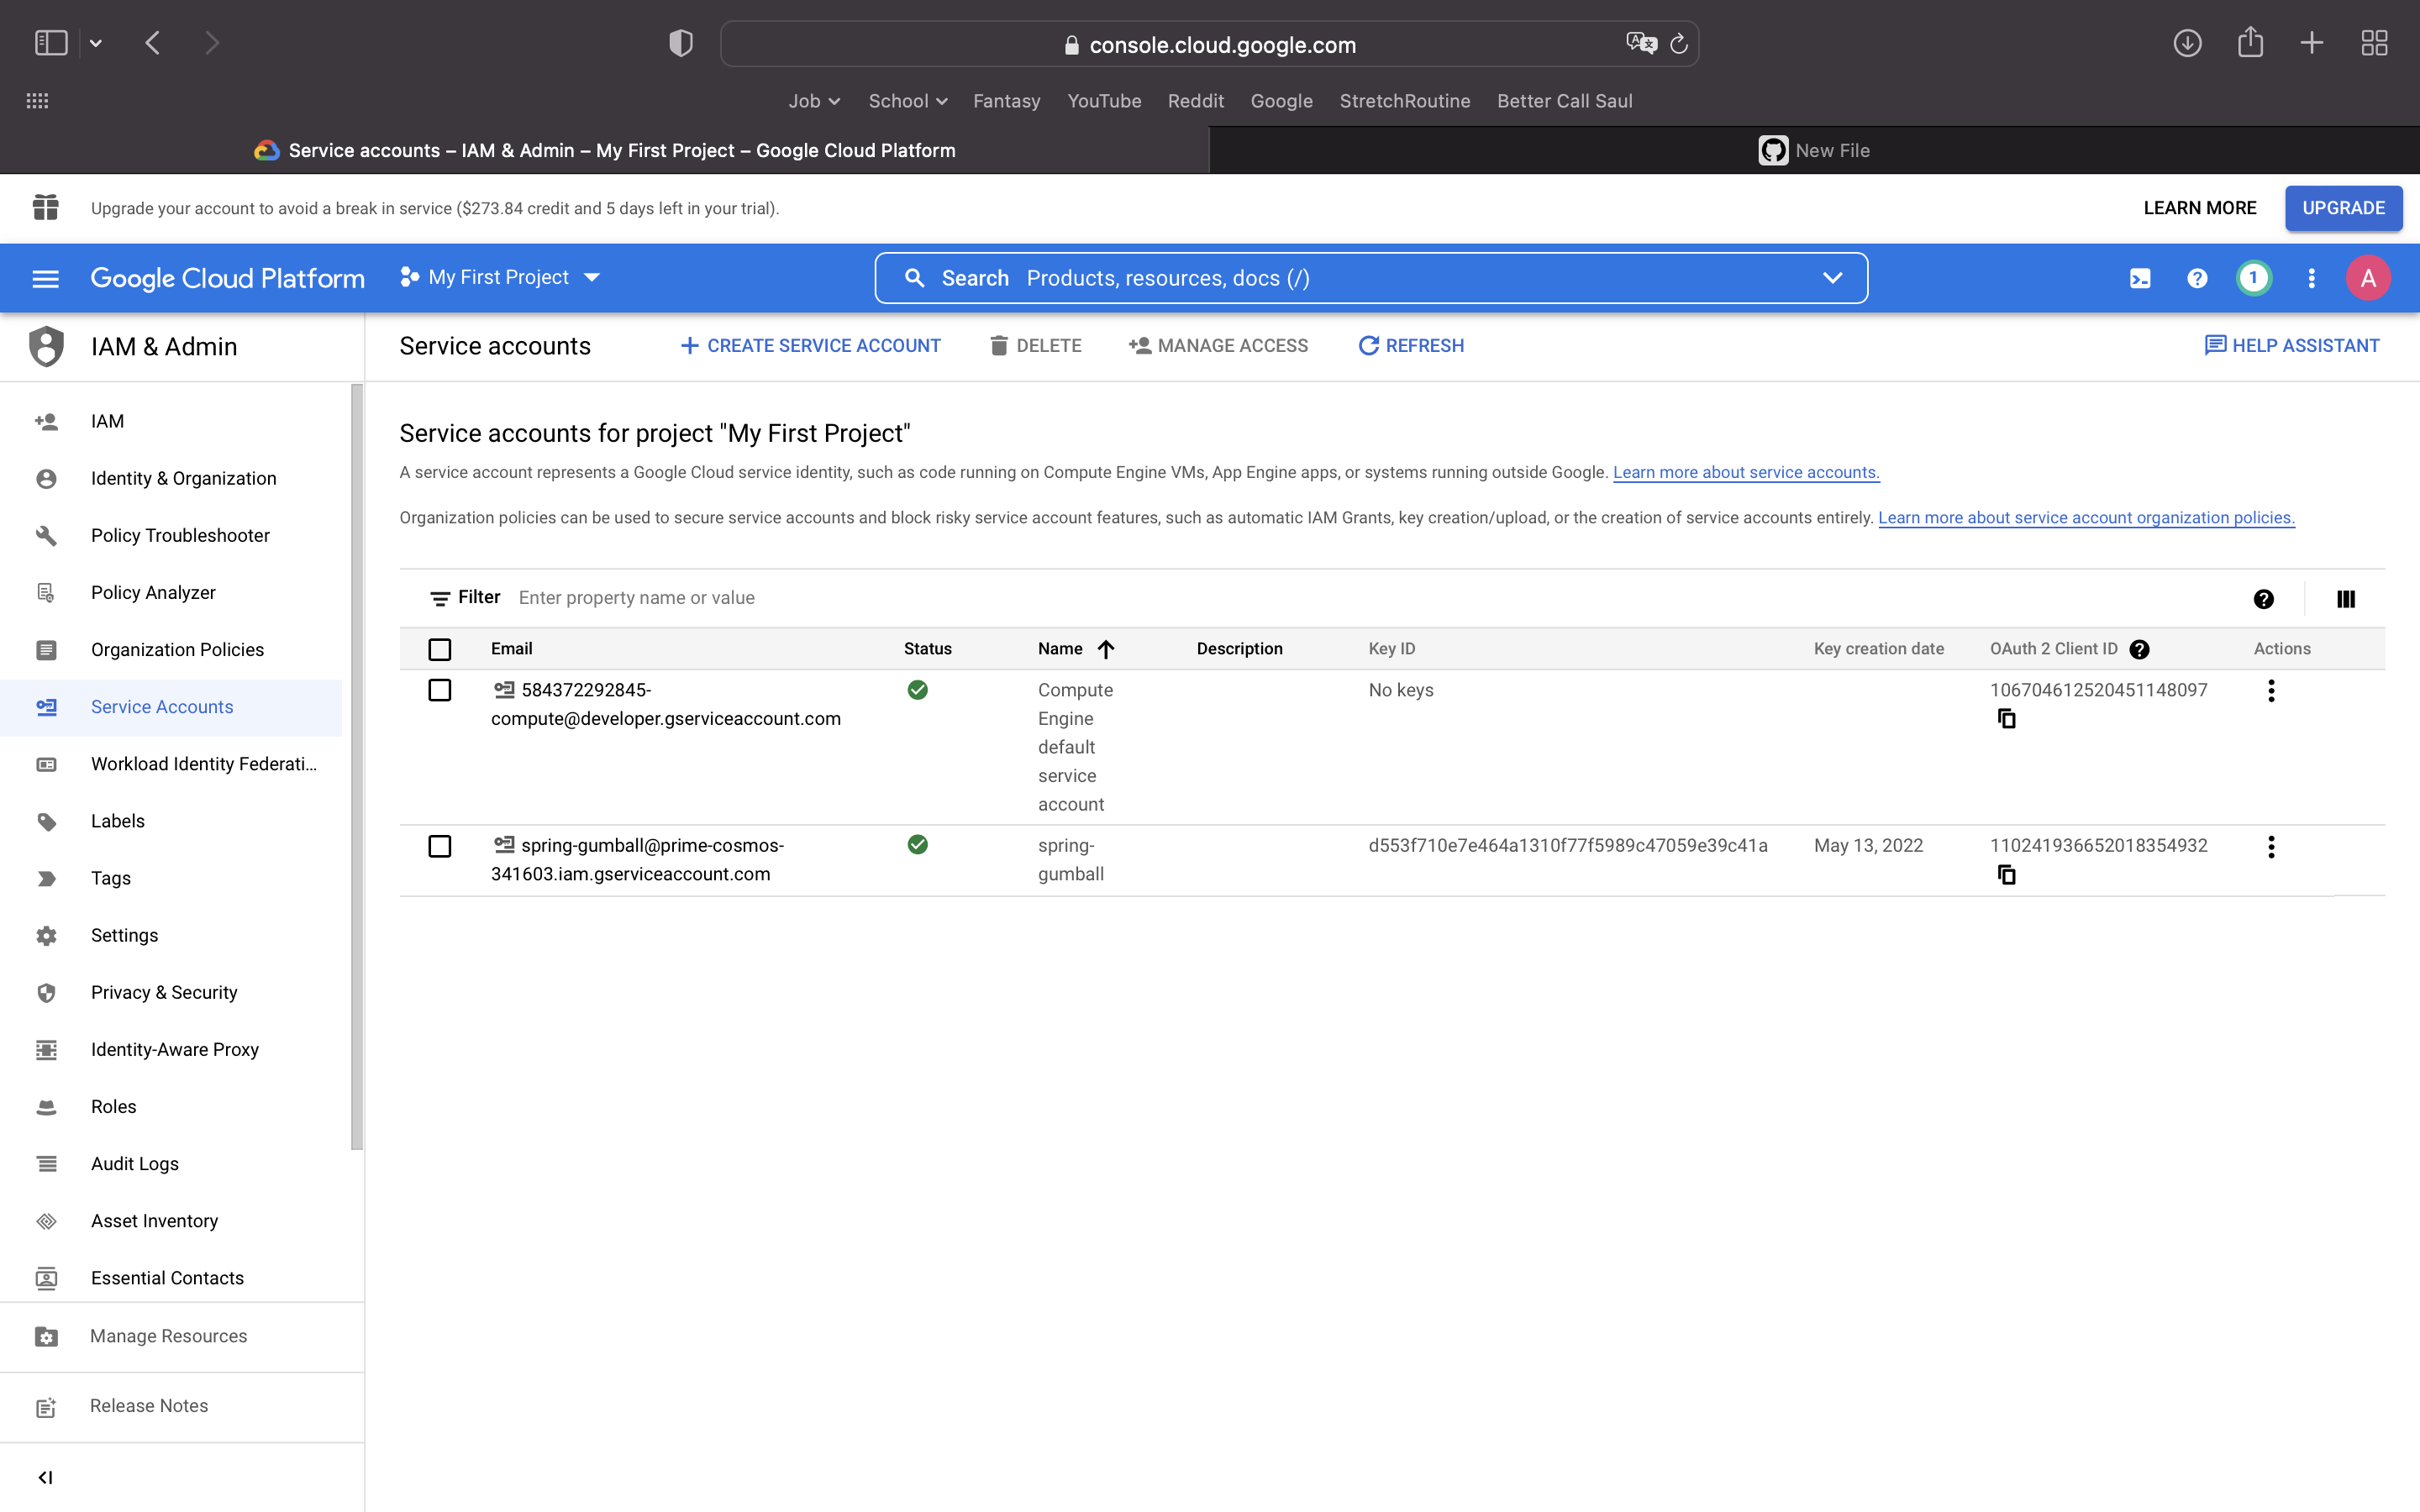 console.cloud.google.com
Job School Fantasy YouTube Reddit Google StretchRoutine Better Call Saul
Service accounts – IAM & Admin – My First Project – Google Cloud Platform
New File
Upgrade your account to avoid a break in service ($273.84 credit and 5 days left in your trial).
LEARN MORE
UPGRADE
Google Cloud Platform
My First Project
Search Products, resources, docs (/)
1
A
IAM & Admin
Service accounts
CREATE SERVICE ACCOUNT
DELETE
MANAGE ACCESS
REFRESH
HELP ASSISTANT
IAM
Identity & Organization
Policy Troubleshooter
Policy Analyzer
Organization Policies
Service Accounts
Workload Identity Federati...
Labels
Tags
Settings
Privacy & Security
Identity-Aware Proxy
Roles
Audit Logs
Asset Inventory
Essential Contacts
Manage Resources
Release Notes
Service accounts for project "My First Project"
A service account represents a Google Cloud service identity, such as code running on Compute Engine VMs, App Engine apps, or systems running outside Google. Learn more about service accounts.
Organization policies can be used to secure service accounts and block risky service account features, such as automatic IAM Grants, key creation/upload, or the creation of service accounts entirely. Learn more about service account organization policies.
Filter Enter property name or value
Email Status Name Description Key ID Key creation date OAuth 2 Client ID Actions
584372292845-
compute@developer.gserviceaccount.com
Compute
Engine
default
service
account
No keys
106704612520451148097
spring-gumball@prime-cosmos-
341603.iam.gserviceaccount.com
spring-
gumball
d553f710e7e464a1310f77f5989c47059e39c41a
May 13, 2022
110241936652018354932